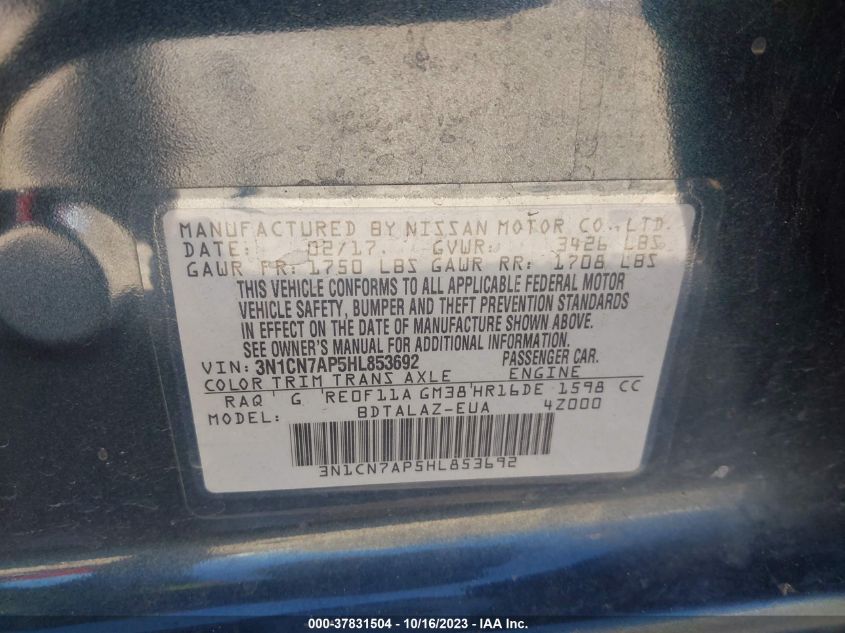 MANUFACTURED BY NISSAN MOTOR CO., LTD.
DATE: 02/17. GVWR: 3426 LBS
GAWR FR: 1750 LBS GAWR RR: 1708 LBS
THIS VEHICLE CONFORMS TO ALL APPLICABLE FEDERAL MOTOR
VEHICLE SAFETY, BUMPER AND THEFT PREVENTION STANDARDS
IN EFFECT ON THE DATE OF MANUFACTURE SHOWN ABOVE.
SEE OWNER'S MANUAL FOR ADDITIONAL INFORMATION.
VIN: 3N1CN7AP5HL853692 PASSENGER CAR.
COLOR TRIM TRANS AXLE ENGINE
RAQ G RE0F11A GM38 HR16DE 1598 CC
MODEL: BDTALAZ-EUA 4Z000
3N1CN7AP5HL853692
000-37831504 - 10/16/2023 - IAA Inc.